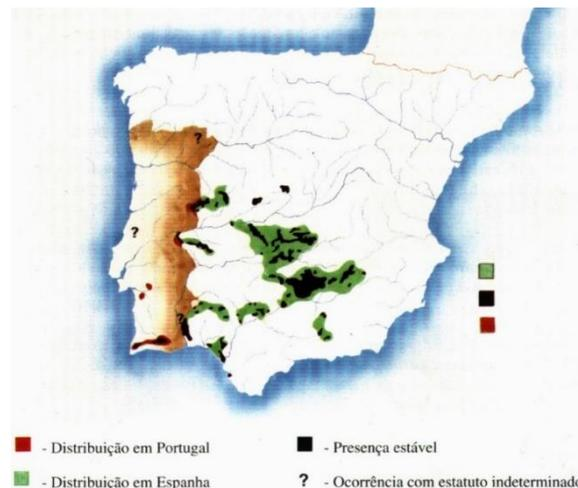 ?
?
?
- Distribuição em Portugal
- Presença estável
- Distribuição em Espanha
? - Ocorrência com estatuto indeterminado